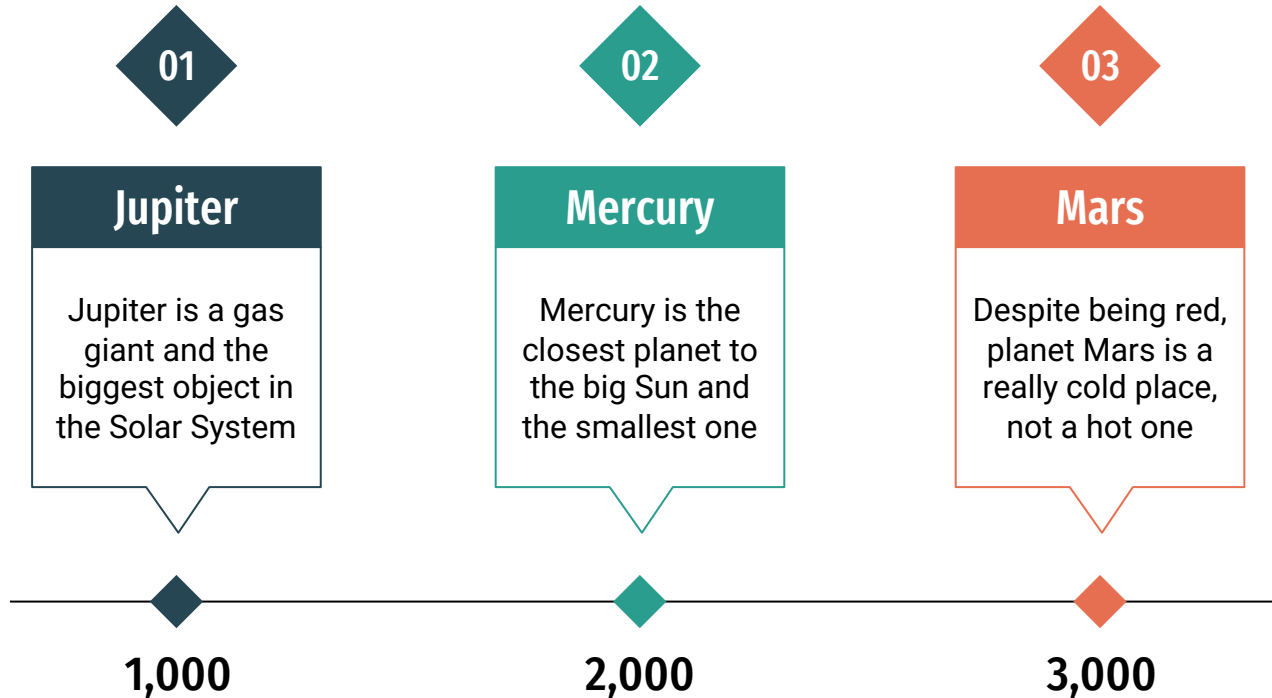 01
Jupiter
Jupiter is a gas
giant and the
biggest object in
the Solar System
1,000
02
Mercury
Mercury is the
closest planet to
the big Sun and
the smallest one
2,000
03
Mars
Despite being red,
planet Mars is a
really cold place,
not a hot one
3,000